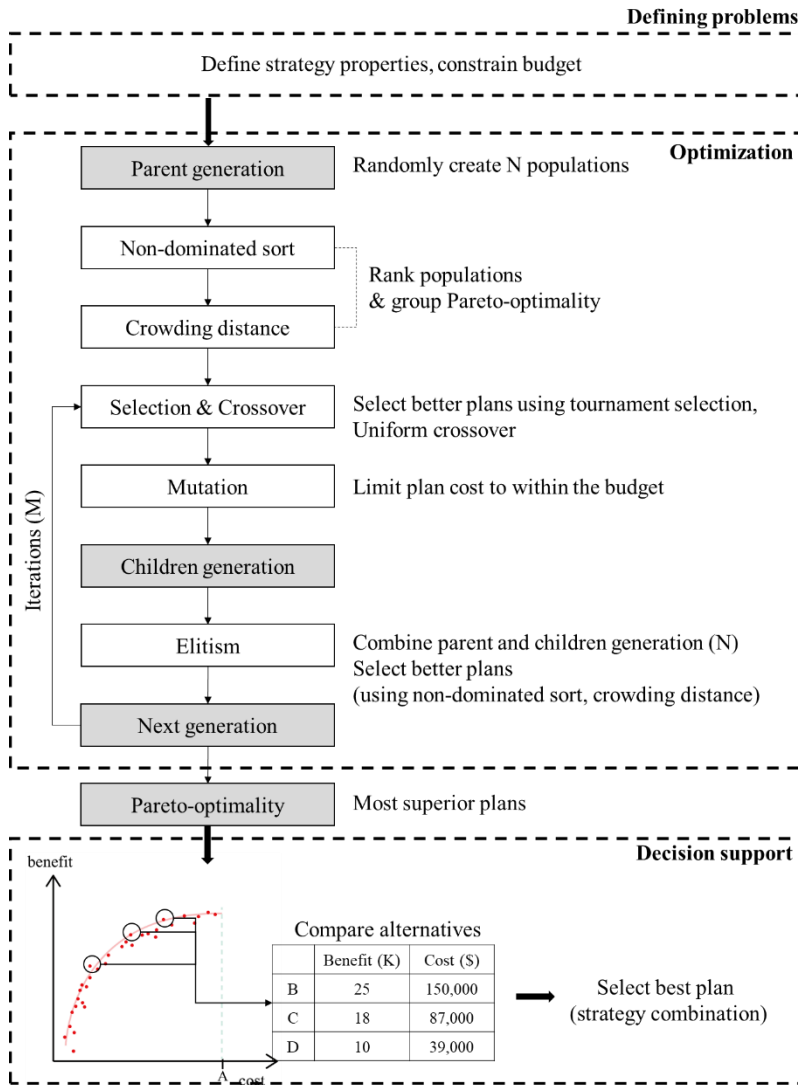 Defining problems
Define strategy properties, constrain budget
Optimization
Parent generation
Randomly create N populations
Non-dominated sort
Rank populations
& group Pareto-optimality
Crowding distance
Selection & Crossover
Select better plans using tournament selection,
Uniform crossover
Mutation
Limit plan cost to within the budget
Iterations (M)
Children generation
Elitism
Combine parent and children generation (N)
Select better plans
(using non-dominated sort, crowding distance)
Next generation
Pareto-optimality
Most superior plans
Decision support
benefit
Compare alternatives
Benefit (K) Cost ($)
B 25 150,000
C 18 87,000
D 10 39,000
Select best plan
(strategy combination)
A cost